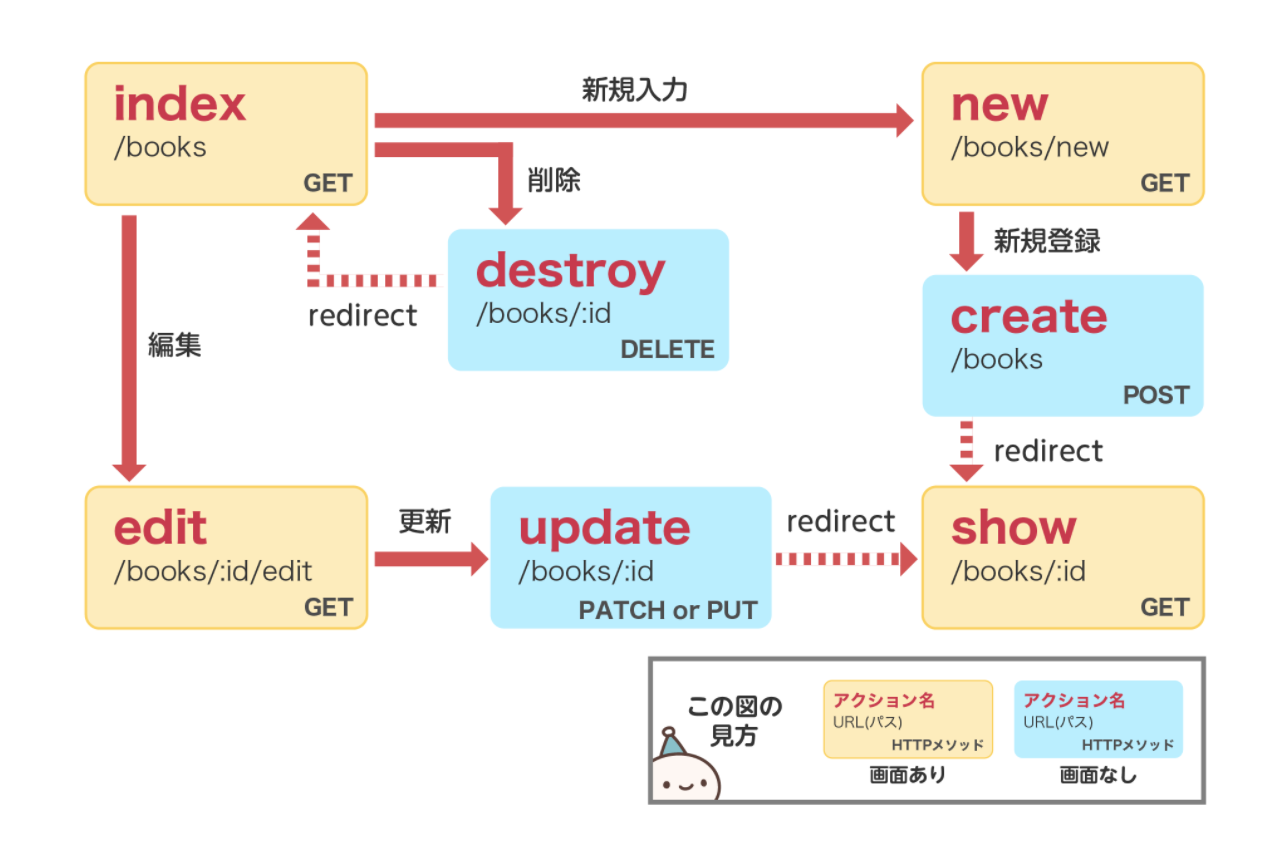 index
/books
GET
新規入力
new
/books/new
GET
削除
destroy
/books/:id
DELETE
redirect
新規登録
create
/books
POST
redirect
編集
edit
/books/:id/edit
GET
更新
update
/books/:id
PATCH or PUT
redirect
show
/books/:id
GET
この図の
見方
アクション名
URL(パス)
HTTPメソッド
画面あり
アクション名
URL(パス)
HTTPメソッド
画面なし